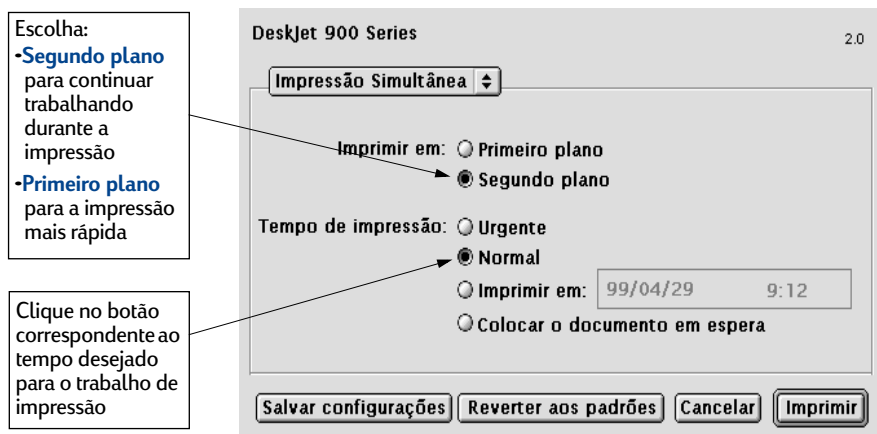 Escolha:
•Segundo plano
para continuar
trabalhando
durante a
impressão
•Primeiro plano
para a impressão
mais rápida
Clique no botão
correspondente ao
tempo desejado
para o trabalho de
impressão
DeskJet 900 Series
2.0
Impressão Simultânea
Imprimir em: Primeiro plano
Segundo plano
Tempo de impressão: Urgente
Normal
Imprimir em: 99/04/29 9:12
Colocar o documento em espera
Salvar configurações Reverter aos padrões Cancelar Imprimir